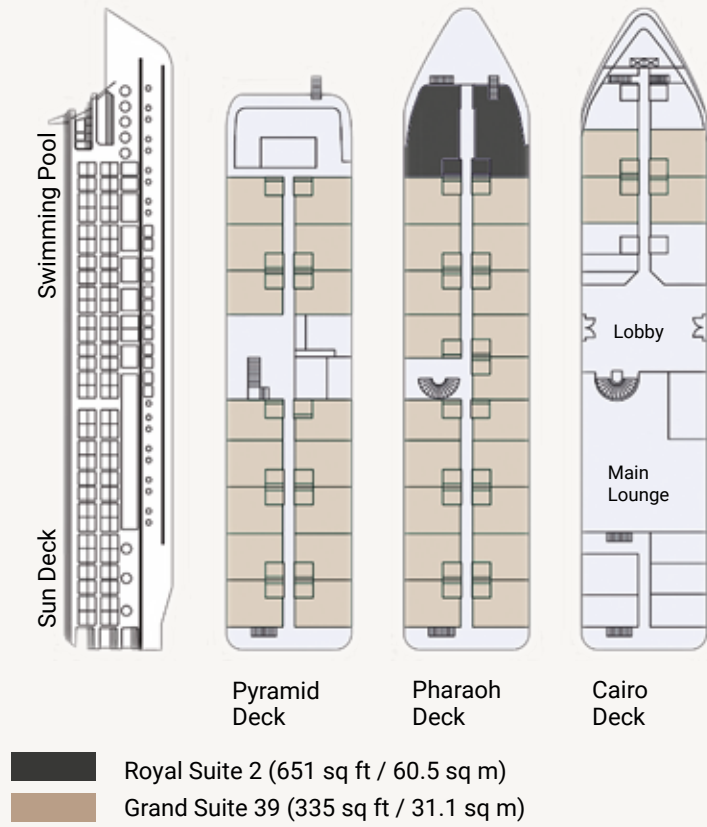 Swimming Pool
Sun Deck
Lobby
Main
Lounge
Pyramid
Deck
Pharaoh
Deck
Cairo
Deck
Royal Suite 2 (651 sq ft / 60.5 sq m)
Grand Suite 39 (335 sq ft / 31.1 sq m)